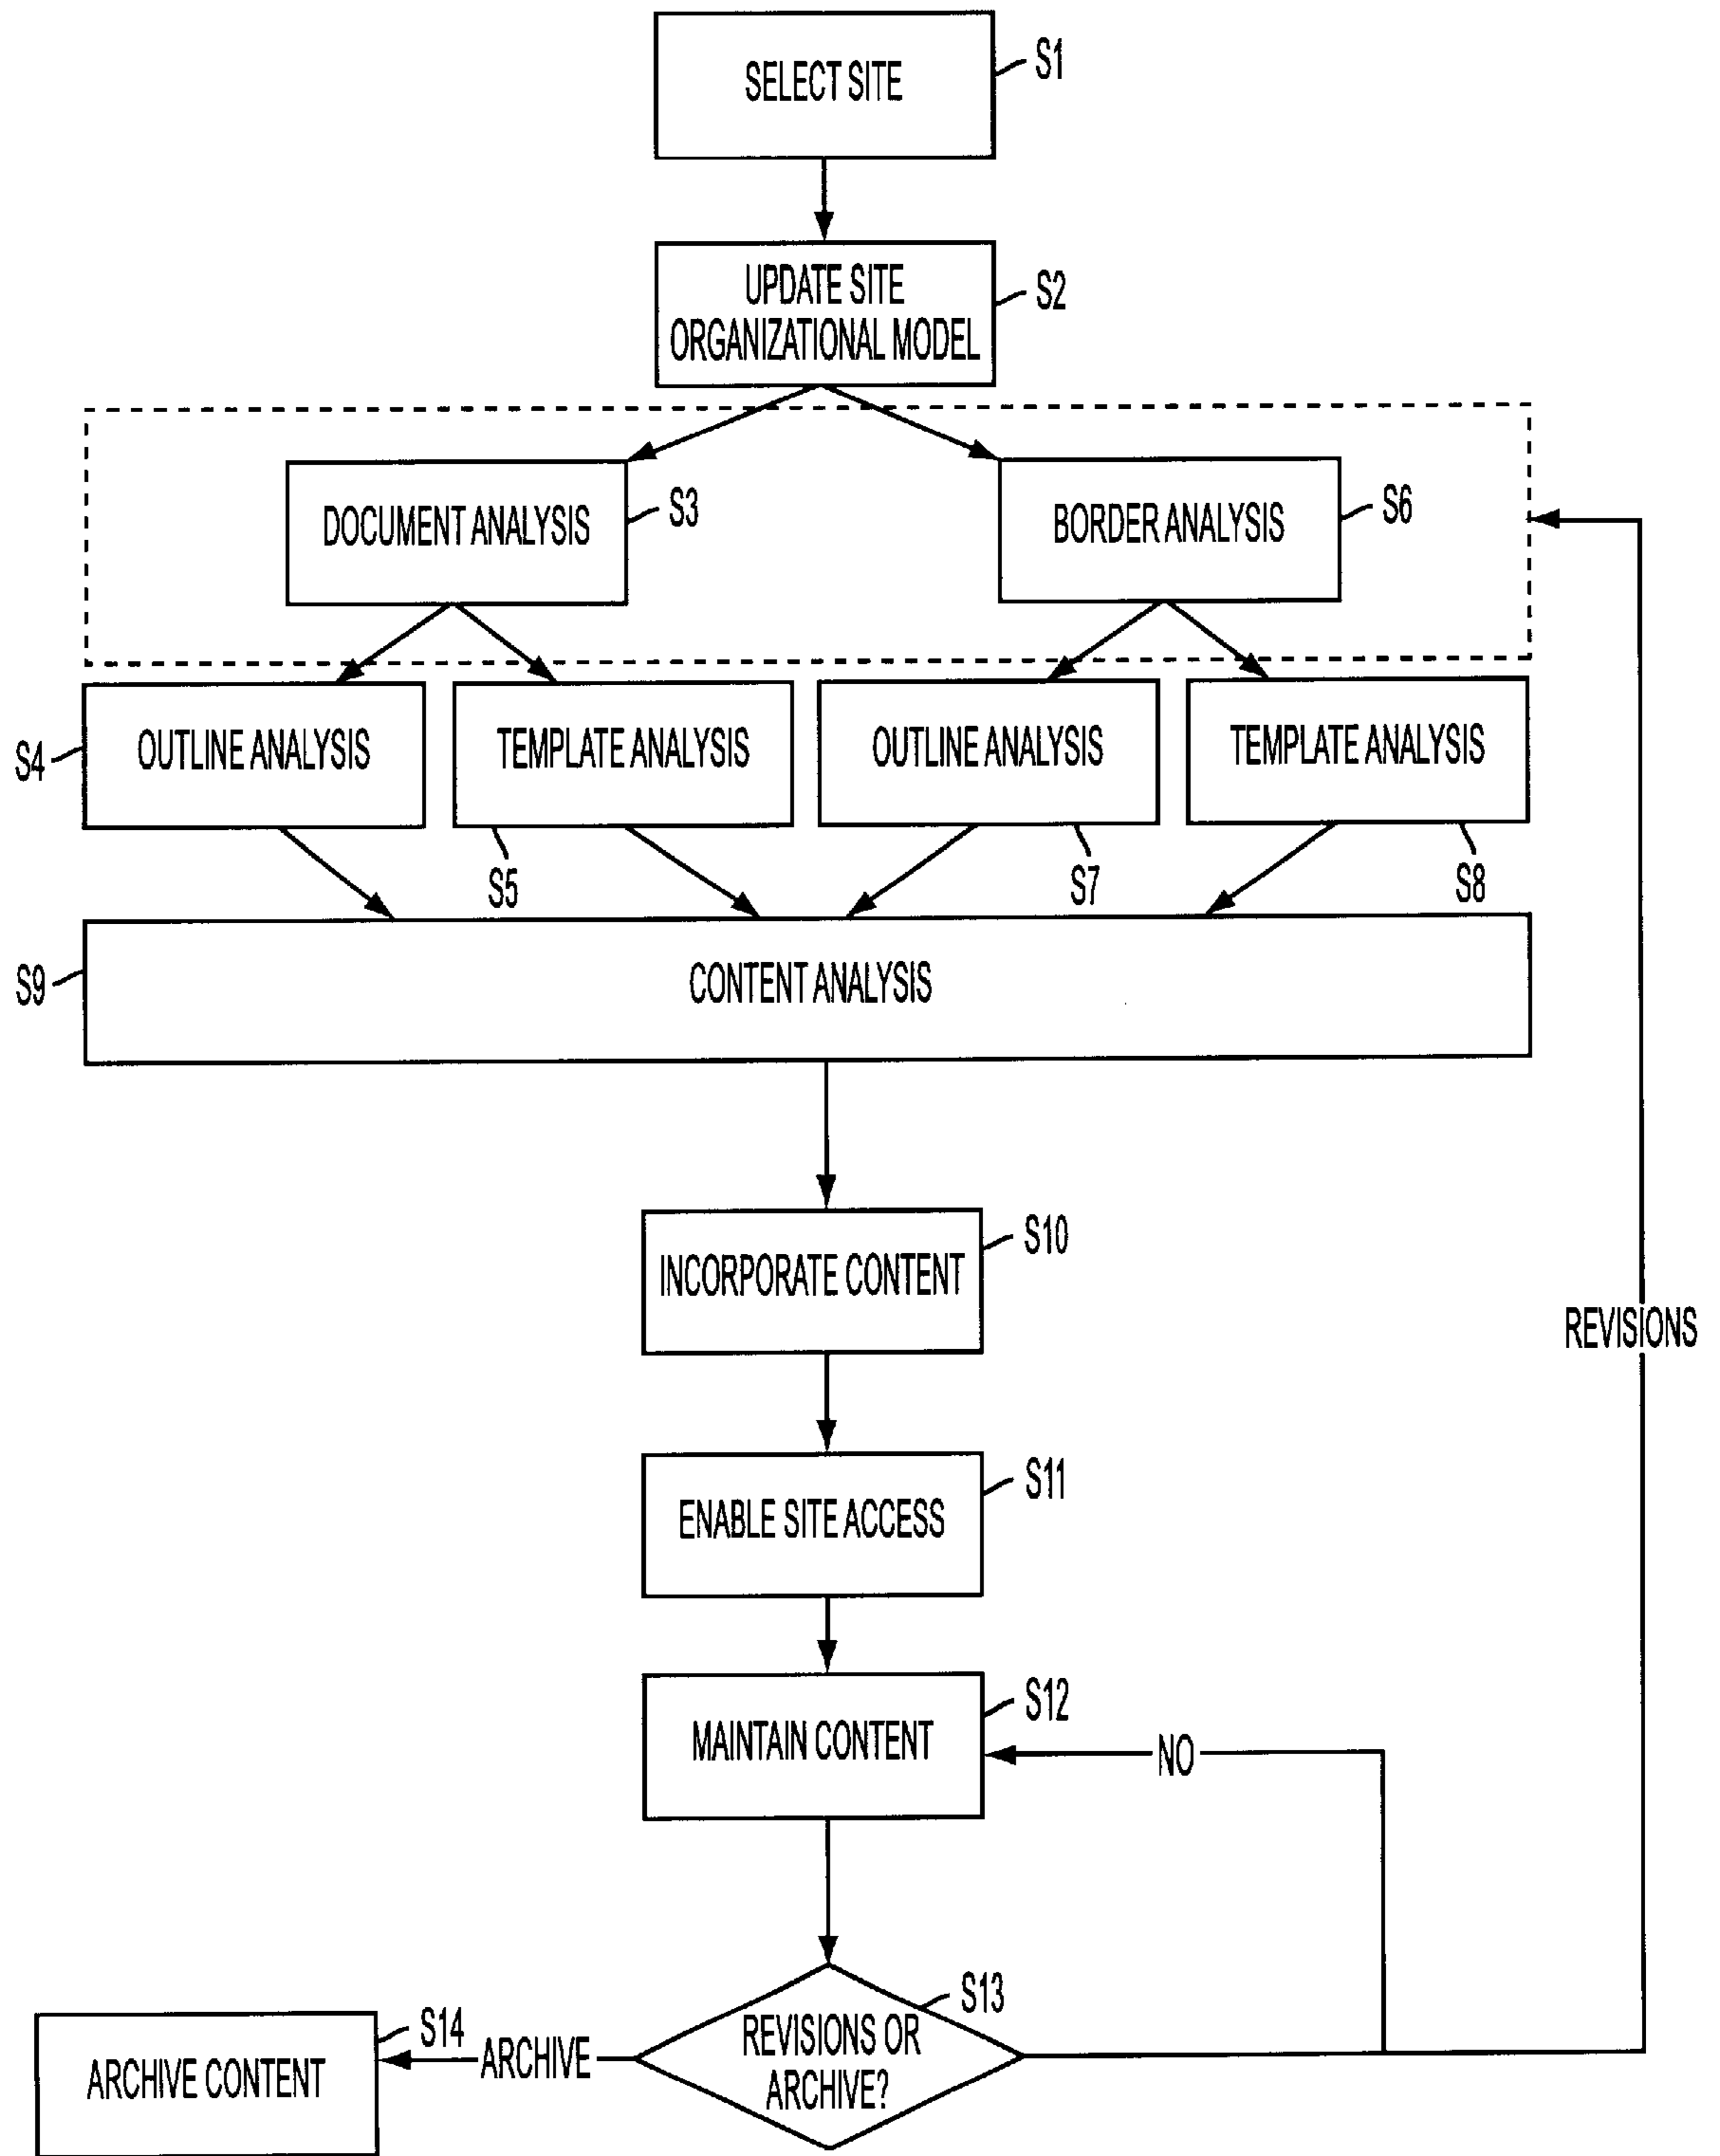 SELECT SITE
S1
UPDATE SITE
ORGANIZATIONAL MODEL
S2
DOCUMENT ANALYSIS
S3
BORDER ANALYSIS
S6
S4
OUTLINE ANALYSIS
TEMPLATE ANALYSIS
OUTLINE ANALYSIS
TEMPLATE ANALYSIS
S5
S7
S8
S9
CONTENT ANALYSIS
INCORPORATE CONTENT
S10
REVISIONS
ENABLE SITE ACCESS
S11
MAINTAIN CONTENT
S12
NO
REVISIONS OR
ARCHIVE?
S13
ARCHIVE
ARCHIVE CONTENT
S14